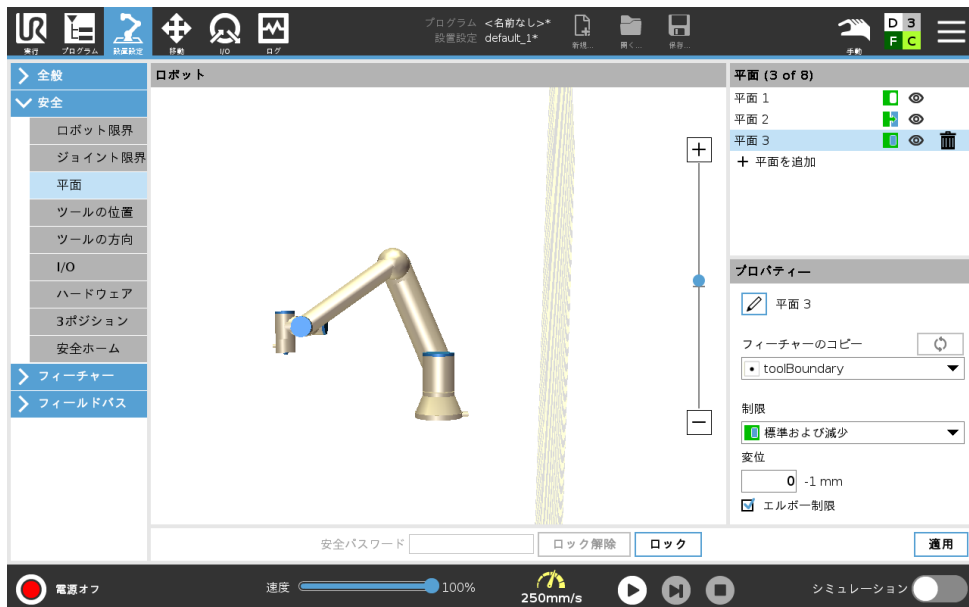 プログラム <名前なし>*
設置設定 default_1*
実行 プログラム 設置設定 移動 I/O ログ
新規... 開く... 保存...
手動
D 3
F C
全般
安全
ロボット限界
ジョイント限界
平面
ツールの位置
ツールの方向
I/O
ハードウェア
3ポジション
安全ホーム
フィーチャー
フィールドバス
ロボット
平面 (3 of 8)
平面 1
平面 2
平面 3
+ 平面を追加
プロパティー
平面 3
フィーチャーのコピー
toolBoundary
制限
標準および減少
変位
0 -1 mm
エルボー制限
安全パスワード ロック解除 ロック 適用
電源オフ 速度 100% 250mm/s シミュレーション